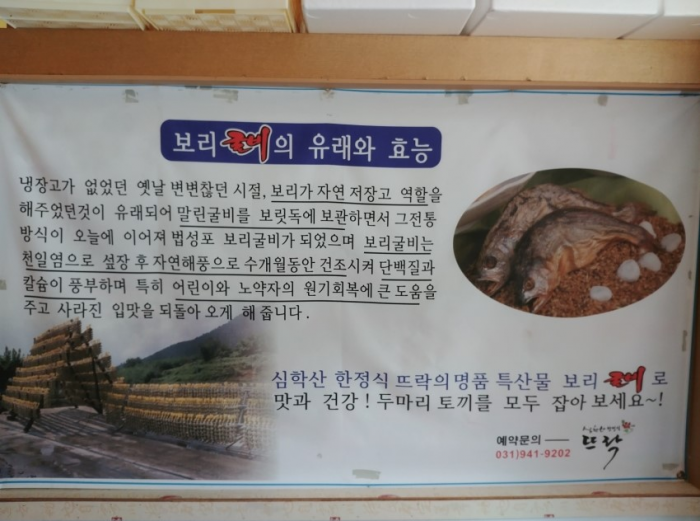 보리 굴비의 유래와 효능
냉장고가 없었던 옛날 변변찮던 시절, 보리가 자연 저장고 역할을
해주었던것이 유래되어 말린굴비를 보릿독에 보관하면서 그전통
방식이 오늘에 이어져 법성포 보리굴비가 되었으며 보리굴비는
천일염으로 섶장 후 자연해풍으로 수개월동안 건조시켜 단백질과
칼슘이 풍부하며 특히 어린이와 노약자의 원기회복에 큰 도움을
주고 사라진 입맛을 되돌아 오게 해 줍니다.
심학산 한정식 뜨락의명품 특산물 보리 굴비로
맛과 건강! 두마리 토끼를 모두 잡아 보세요~!
예약문의
뜨락
031)941-9202